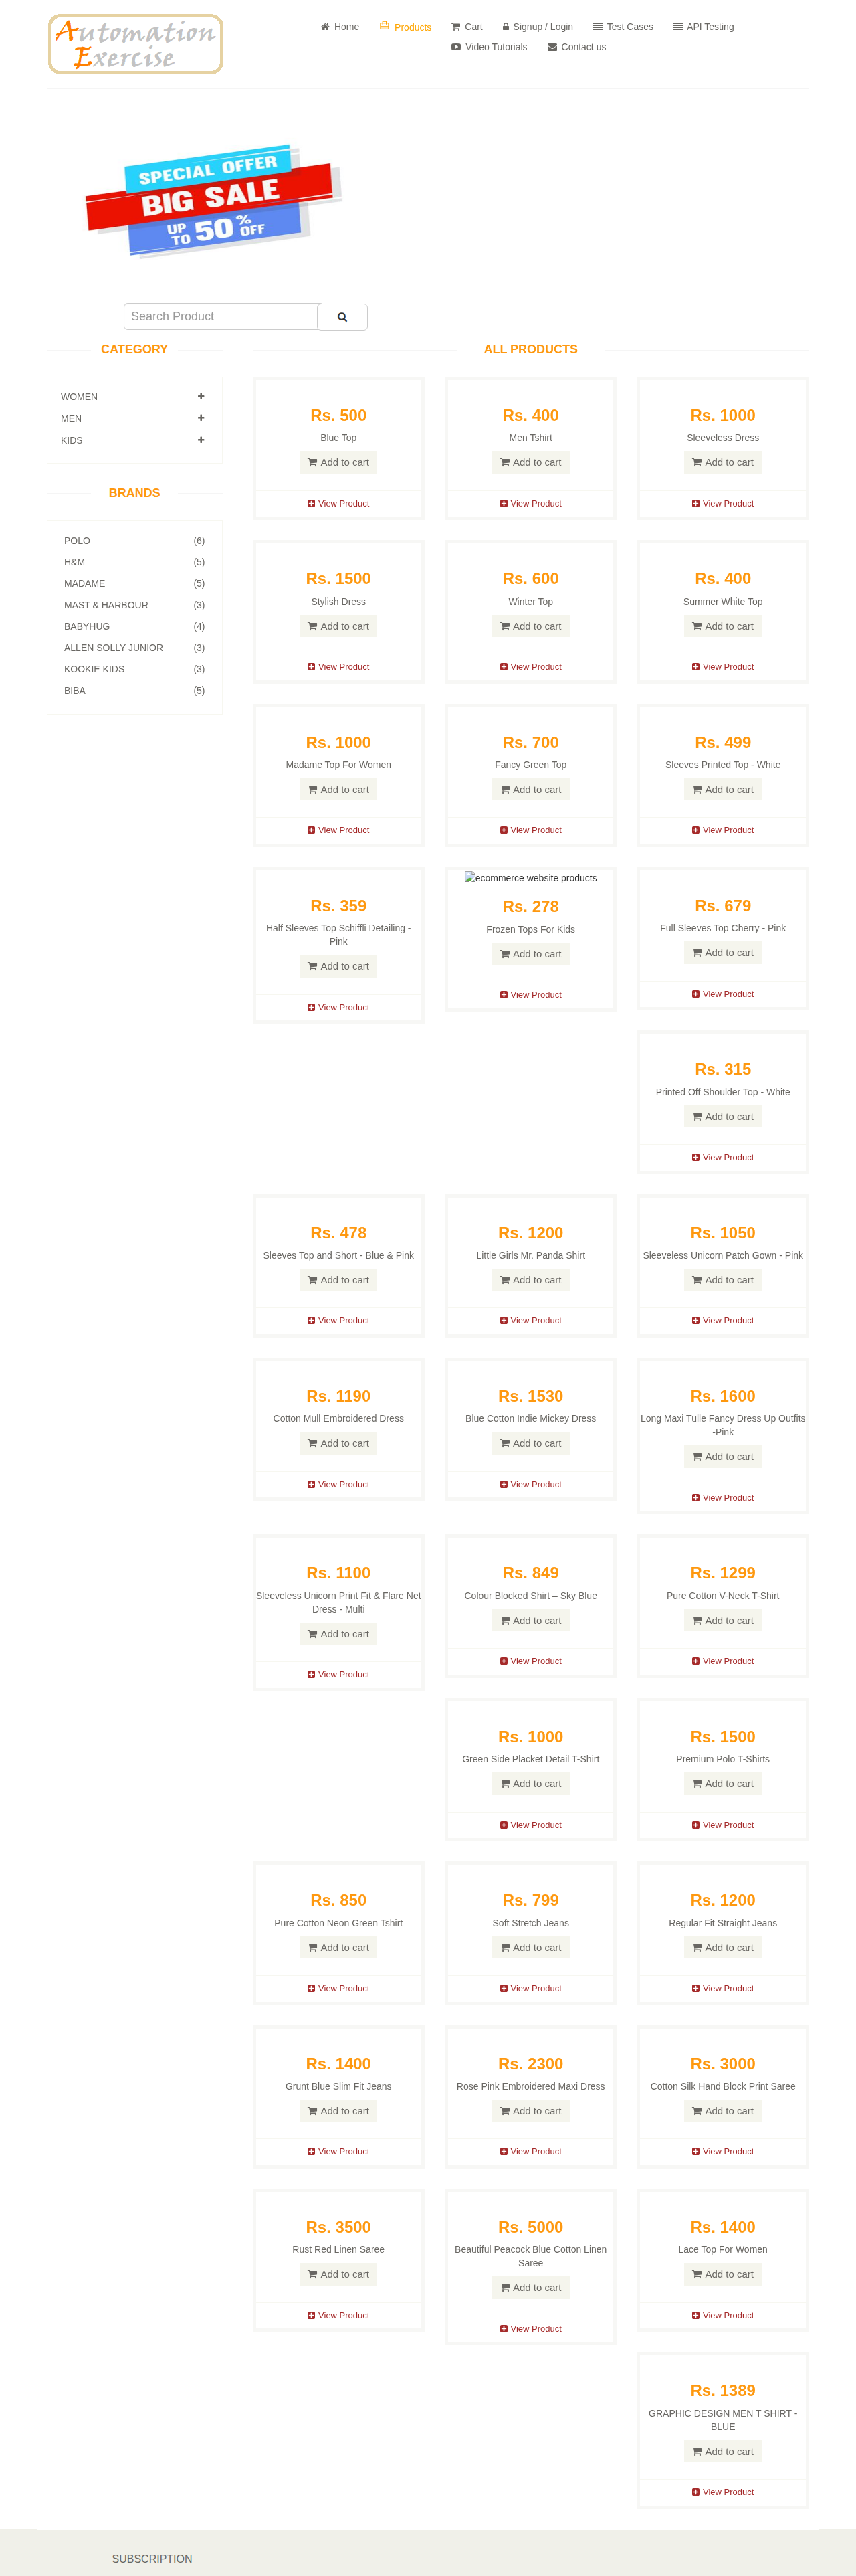 Automation
Exercise
Home
Products
Cart
Signup / Login
Test Cases
API Testing
Video Tutorials
Contact us
SPECIAL OFFER
BIG SALE
UP TO 50 % OFF
Search Product
CATEGORY
WOMEN
MEN
KIDS
BRANDS
POLO (6)
H&M (5)
MADAME (5)
MAST & HARBOUR (3)
BABYHUG (4)
ALLEN SOLLY JUNIOR (3)
KOOKIE KIDS (3)
BIBA (5)
ALL PRODUCTS
Rs. 500
Blue Top
Add to cart
View Product
Rs. 400
Men Tshirt
Add to cart
View Product
Rs. 1000
Sleeveless Dress
Add to cart
View Product
Rs. 1500
Stylish Dress
Add to cart
View Product
Rs. 600
Winter Top
Add to cart
View Product
Rs. 400
Summer White Top
Add to cart
View Product
Rs. 1000
Madame Top For Women
Add to cart
View Product
Rs. 700
Fancy Green Top
Add to cart
View Product
Rs. 499
Sleeves Printed Top - White
Add to cart
View Product
Rs. 359
Half Sleeves Top Schiffli Detailing -
Pink
Add to cart
View Product
ecommerce website products
Rs. 278
Frozen Tops For Kids
Add to cart
View Product
Rs. 679
Full Sleeves Top Cherry - Pink
Add to cart
View Product
Rs. 315
Printed Off Shoulder Top - White
Add to cart
View Product
Rs. 478
Sleeves Top and Short - Blue & Pink
Add to cart
View Product
Rs. 1200
Little Girls Mr. Panda Shirt
Add to cart
View Product
Rs. 1050
Sleeveless Unicorn Patch Gown - Pink
Add to cart
View Product
Rs. 1190
Cotton Mull Embroidered Dress
Add to cart
View Product
Rs. 1530
Blue Cotton Indie Mickey Dress
Add to cart
View Product
Rs. 1600
Long Maxi Tulle Fancy Dress Up Outfits
-Pink
Add to cart
View Product
Rs. 1100
Sleeveless Unicorn Print Fit & Flare Net
Dress - Multi
Add to cart
View Product
Rs. 849
Colour Blocked Shirt – Sky Blue
Add to cart
View Product
Rs. 1299
Pure Cotton V-Neck T-Shirt
Add to cart
View Product
Rs. 1000
Green Side Placket Detail T-Shirt
Add to cart
View Product
Rs. 1500
Premium Polo T-Shirts
Add to cart
View Product
Rs. 850
Pure Cotton Neon Green Tshirt
Add to cart
View Product
Rs. 799
Soft Stretch Jeans
Add to cart
View Product
Rs. 1200
Regular Fit Straight Jeans
Add to cart
View Product
Rs. 1400
Grunt Blue Slim Fit Jeans
Add to cart
View Product
Rs. 2300
Rose Pink Embroidered Maxi Dress
Add to cart
View Product
Rs. 3000
Cotton Silk Hand Block Print Saree
Add to cart
View Product
Rs. 3500
Rust Red Linen Saree
Add to cart
View Product
Rs. 5000
Beautiful Peacock Blue Cotton Linen
Saree
Add to cart
View Product
Rs. 1400
Lace Top For Women
Add to cart
View Product
Rs. 1389
GRAPHIC DESIGN MEN T SHIRT -
BLUE
Add to cart
View Product
SUBSCRIPTION